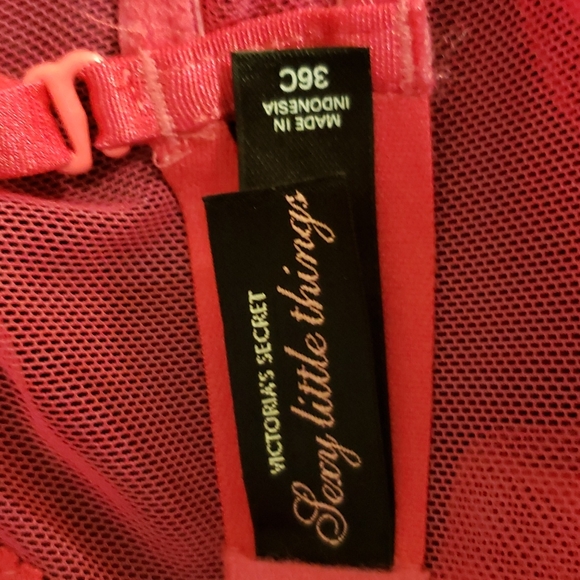 36C
MADE IN
INDONESIA
VICTORIA'S SECRET
Sexy little things